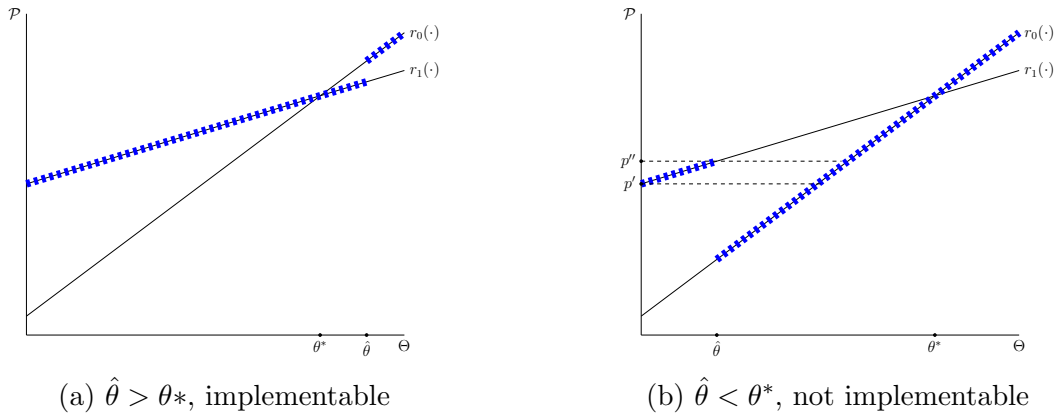 𝒫
r₀(·)
r₁(·)
θ*
θ̂
Θ
(a) θ̂ > θ∗, implementable
𝒫
r₀(·)
r₁(·)
p′′
p′
θ̂
θ*
Θ
(b) θ̂ < θ*, not implementable